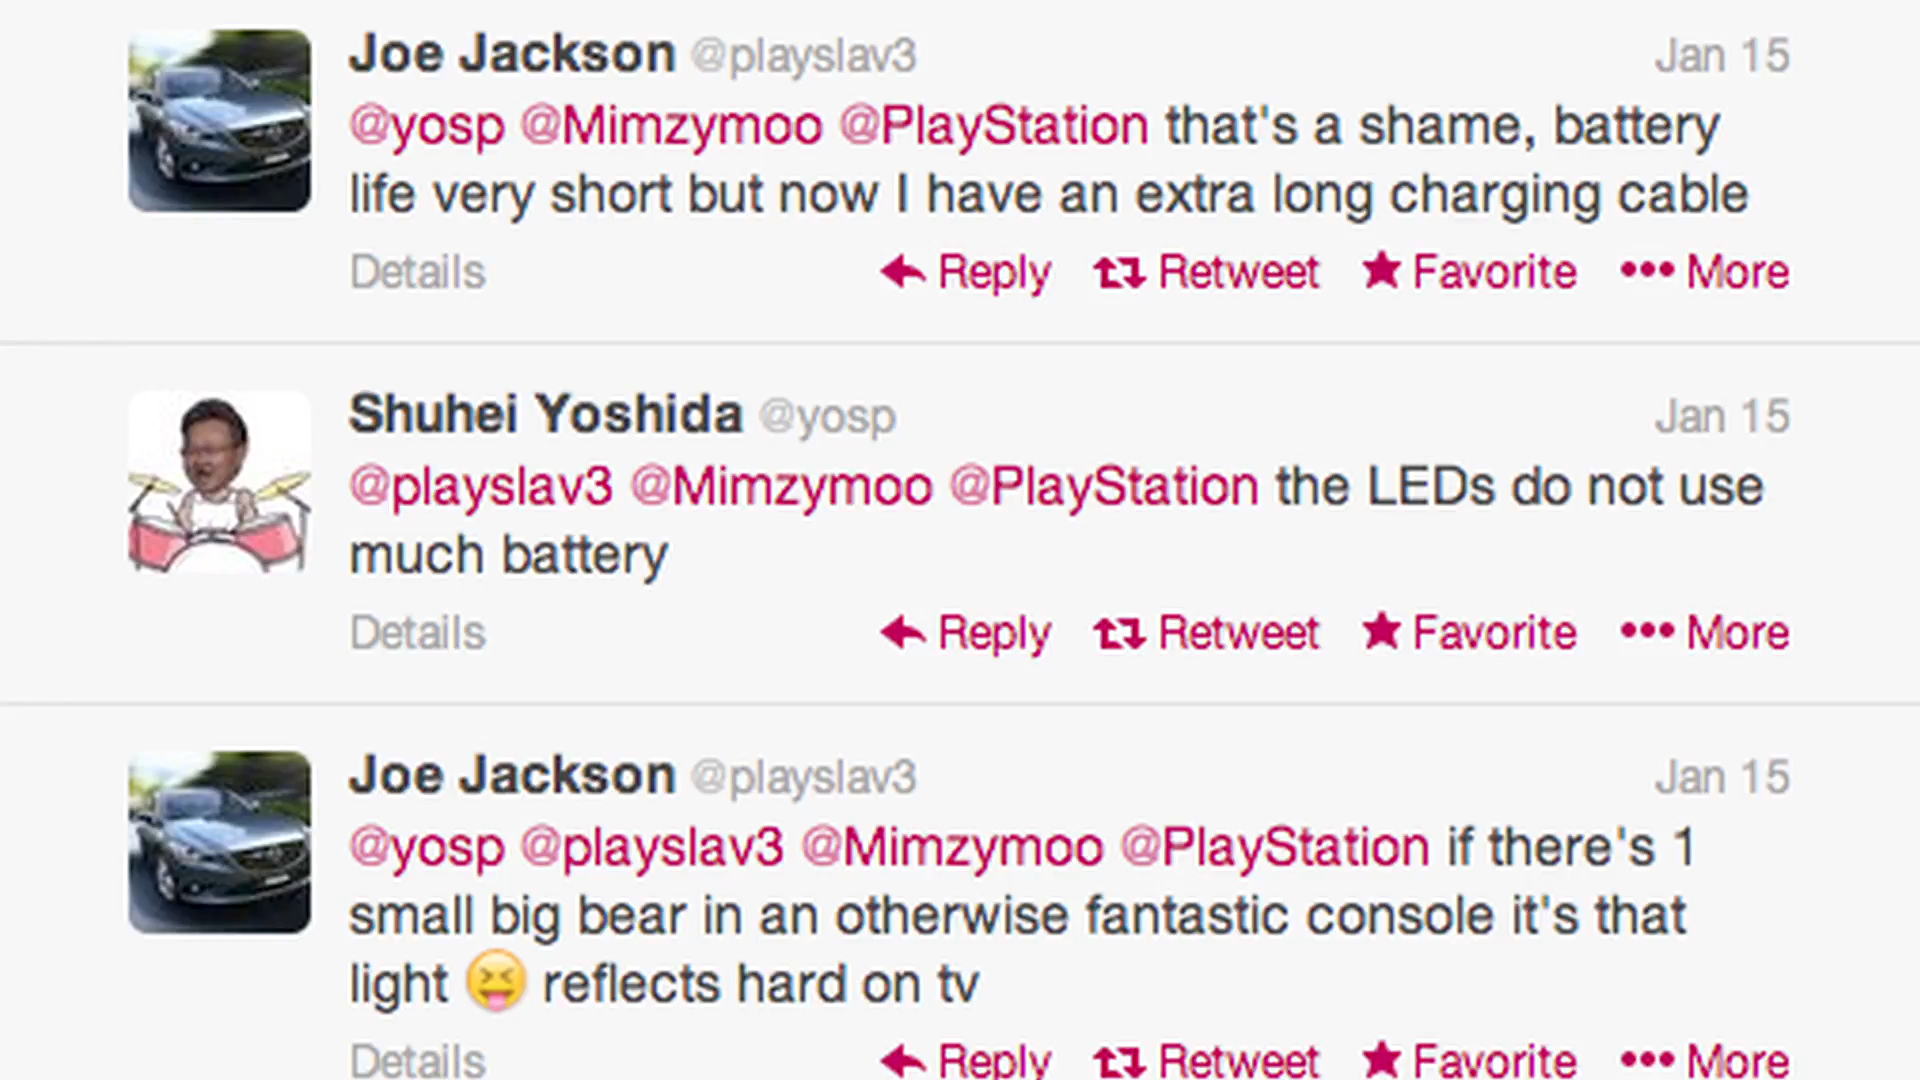 Joe Jackson @playslav3 Jan 15
@yosp @Mimzymoo @PlayStation that's a shame, battery
life very short but now I have an extra long charging cable
Details Reply Retweet Favorite ••• More
Shuhei Yoshida @yosp Jan 15
@playslav3 @Mimzymoo @PlayStation the LEDs do not use
much battery
Details Reply Retweet Favorite ••• More
Joe Jackson @playslav3 Jan 15
@yosp @playslav3 @Mimzymoo @PlayStation if there's 1
small big bear in an otherwise fantastic console it's that
light 😝 reflects hard on tv
Details Reply Retweet Favorite ••• More